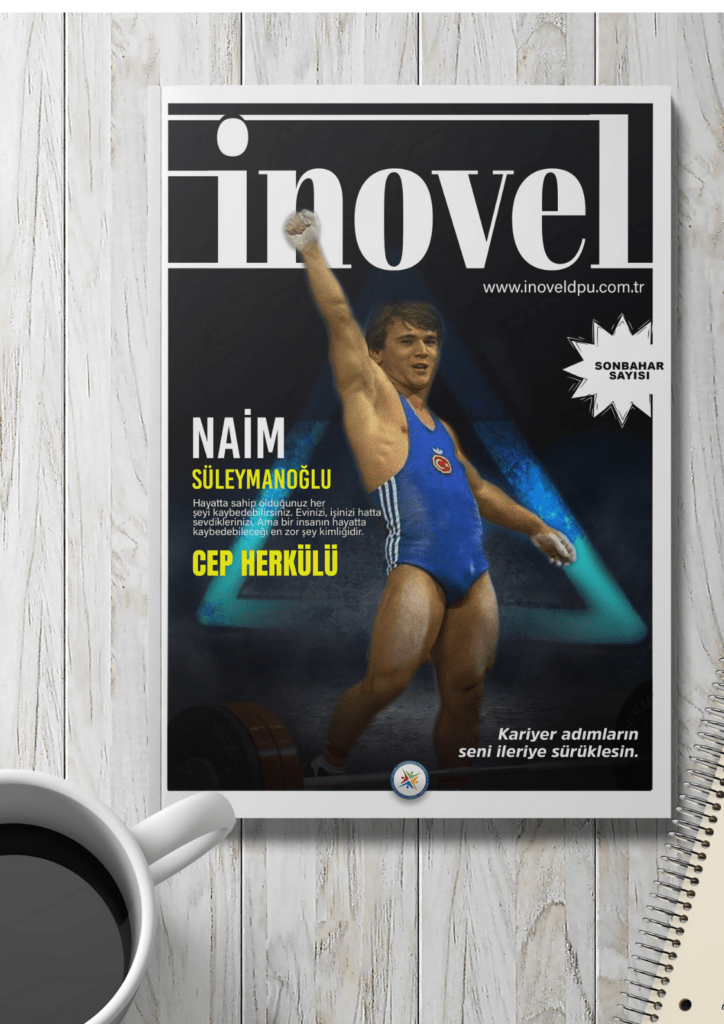 inovel
www.inoveldpu.com.tr
SONBAHAR
SAYISI
NAİM
SÜLEYMANOĞLU
Hayatta sahip olduğunuz her
şeyi kaybedebilirsiniz. Evinizi, işinizi hatta
sevdiklerinizi. Ama bir insanın hayatta
kaybedebileceği en zor şey kimliğidir.
CEP HERKÜLÜ
Kariyer adımların
seni ileriye sürüklesin.